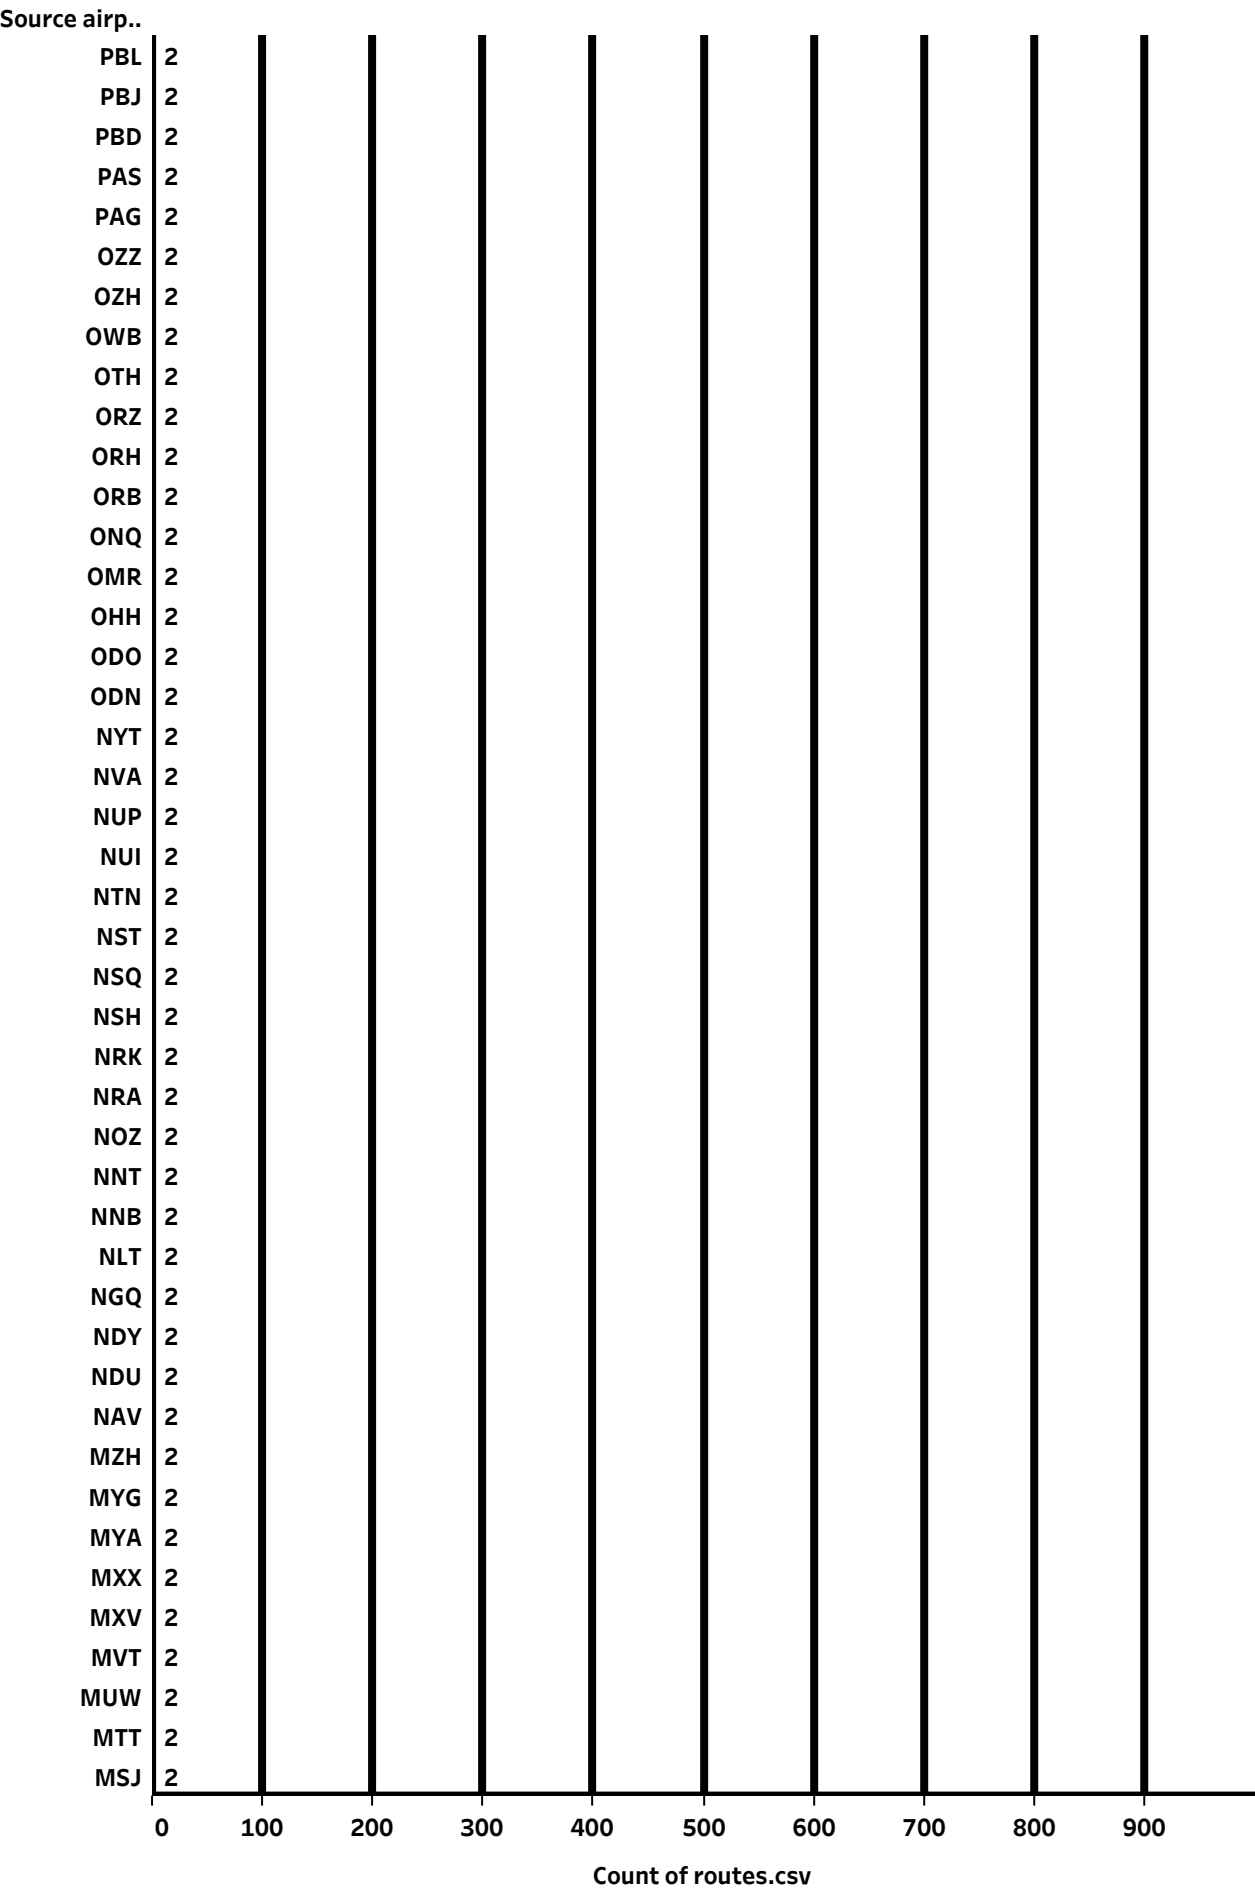 Source airp..
PBL 2
PBJ 2
PBD 2
PAS 2
PAG 2
OZZ 2
OZH 2
OWB 2
OTH 2
ORZ 2
ORH 2
ORB 2
ONQ 2
OMR 2
OHH 2
ODO 2
ODN 2
NYT 2
NVA 2
NUP 2
NUI 2
NTN 2
NST 2
NSQ 2
NSH 2
NRK 2
NRA 2
NOZ 2
NNT 2
NNB 2
NLT 2
NGQ 2
NDY 2
NDU 2
NAV 2
MZH 2
MYG 2
MYA 2
MXX 2
MXV 2
MVT 2
MUW 2
MTT 2
MSJ 2
0 100 200 300 400 500 600 700 800 900
Count of routes.csv